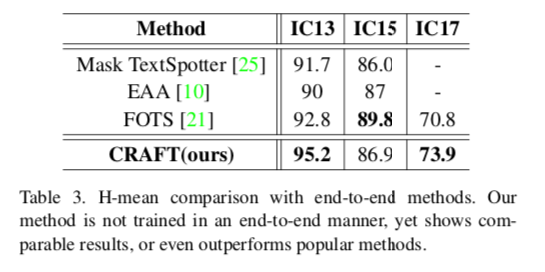 Method IC13 IC15 IC17
Mask TextSpotter [25] 91.7 86.0 -
EAA [10] 90 87 -
FOTS [21] 92.8 89.8 70.8
CRAFT(ours) 95.2 86.9 73.9
Table 3. H-mean comparison with end-to-end methods. Our
method is not trained in an end-to-end manner, yet shows com-
parable results, or even outperforms popular methods.